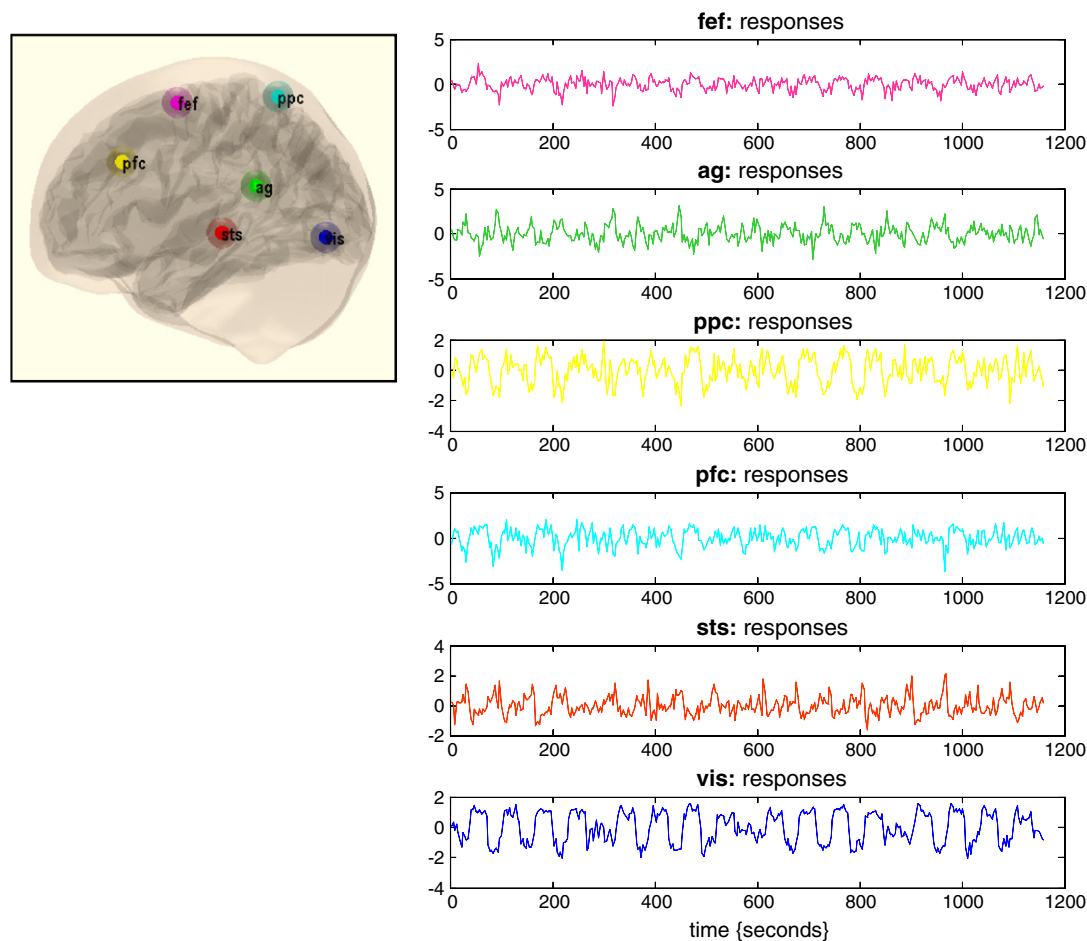 fef
ppc
pfc
ag
sts
vis
fef: responses
5
0
-5
0 200 400 600 800 1000 1200
ag: responses
5
0
-5
0 200 400 600 800 1000 1200
ppc: responses
2
0
-2
-4
0 200 400 600 800 1000 1200
pfc: responses
5
0
-5
0 200 400 600 800 1000 1200
sts: responses
4
2
0
-2
0 200 400 600 800 1000 1200
vis: responses
2
0
-2
-4
0 200 400 600 800 1000 1200
time {seconds}